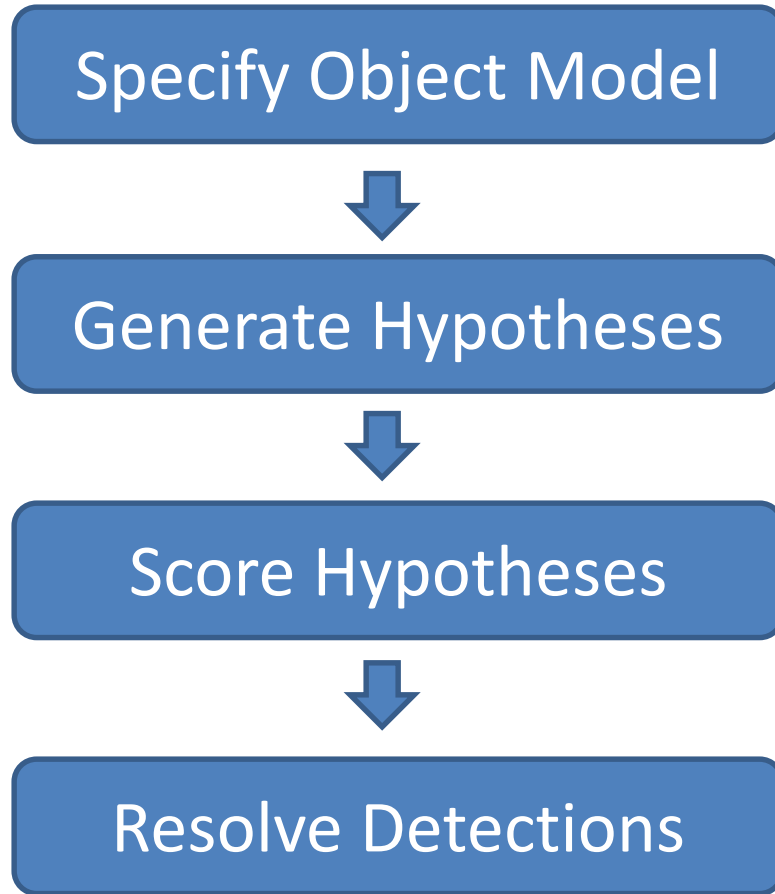 Specify Object Model
Generate Hypotheses
Score Hypotheses
Resolve Detections